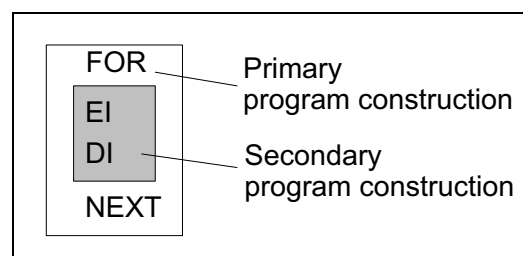 FOR
Primary
program construction
EI
DI
Secondary
program construction
NEXT